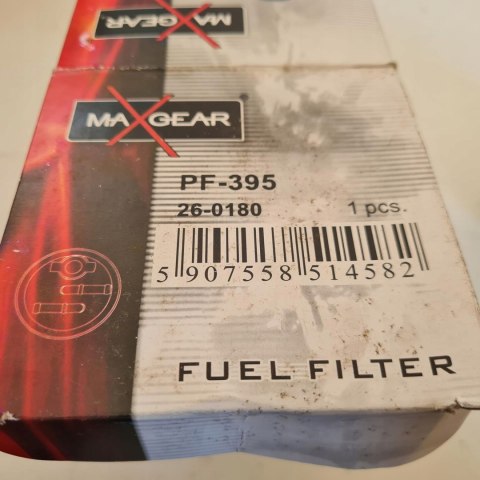 MAXGEAR
MAXGEAR
PF-395
26-0180 1 pcs.
5 907558 514582
FUEL FILTER